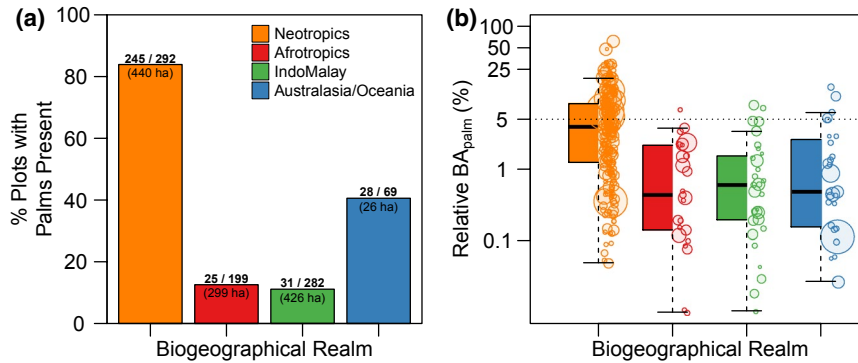 (a)
% Plots with
Palms Present
100
80
60
40
20
0
245 / 292
(440 ha)
25 / 199
(299 ha)
31 / 282
(426 ha)
28 / 69
(26 ha)
Neotropics
Afrotropics
IndoMalay
Australasia/Oceania
Biogeographical Realm
(b)
Relative BApalm (%)
100
50
25
5
1
0.1
Biogeographical Realm